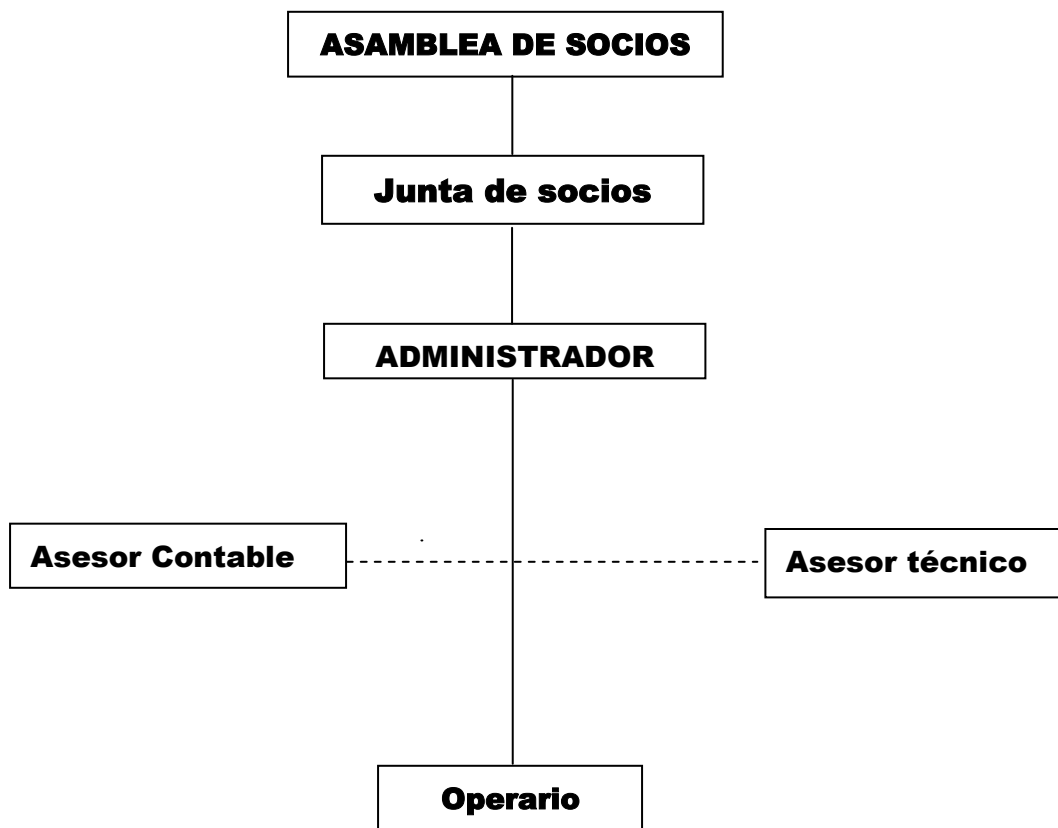 ASAMBLEA DE SOCIOS
Junta de socios
ADMINISTRADOR
Asesor Contable
Asesor técnico
Operario